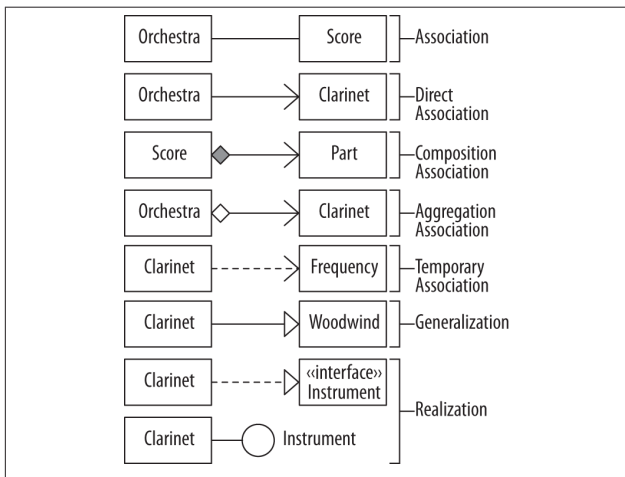 Orchestra Score Association
Orchestra Clarinet Direct
Association
Score Part Composition
Association
Orchestra Clarinet Aggregation
Association
Clarinet Frequency Temporary
Association
Clarinet Woodwind Generalization
Clarinet «interface»
Instrument
Realization
Clarinet Instrument